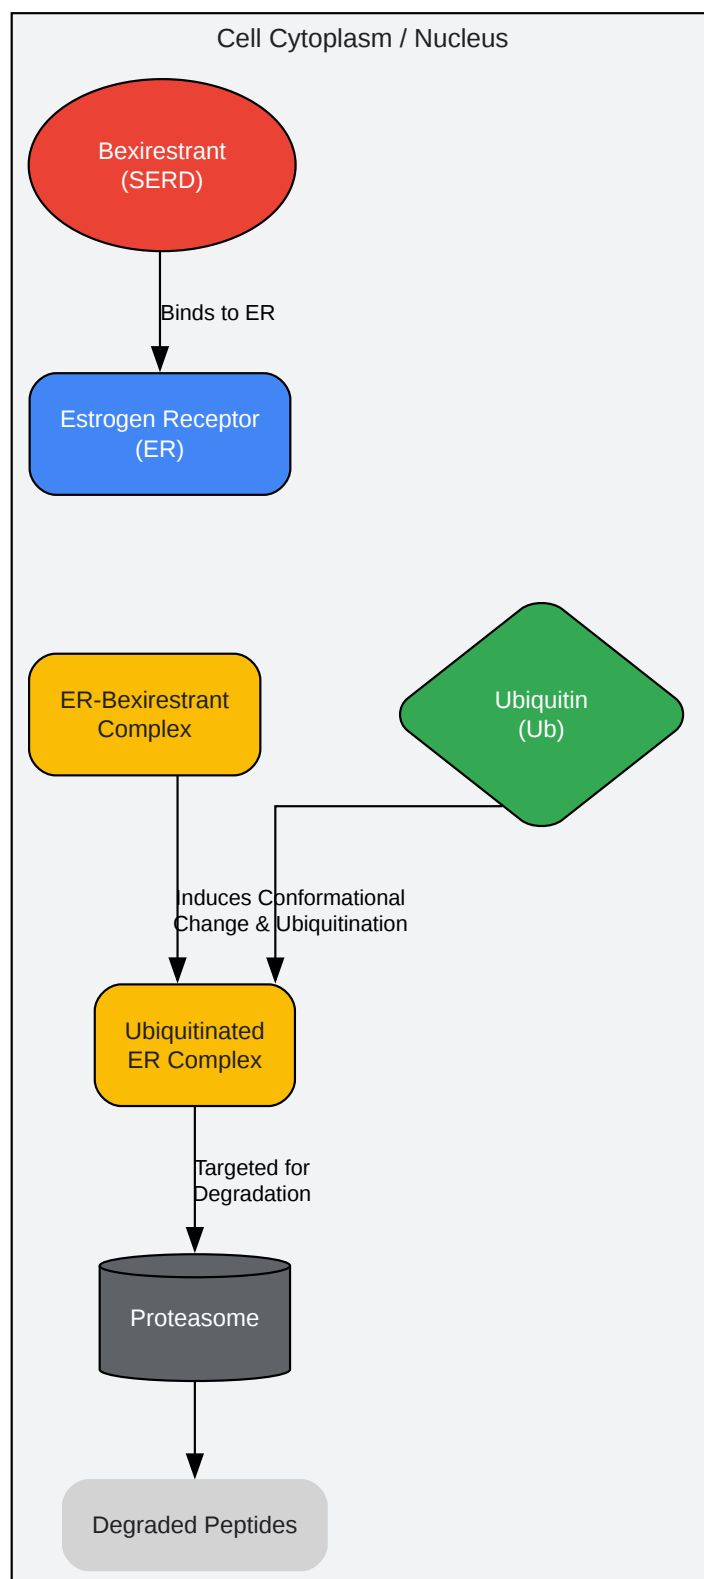 Cell Cytoplasm / Nucleus
Bexirestrant
(SERD)
Binds to ER
Estrogen Receptor
(ER)
ER-Bexirestrant
Complex
Ubiquitin
(Ub)
Induces Conformational
Change & Ubiquitination
Ubiquitinated
ER Complex
Targeted for
Degradation
Proteasome
Degraded Peptides